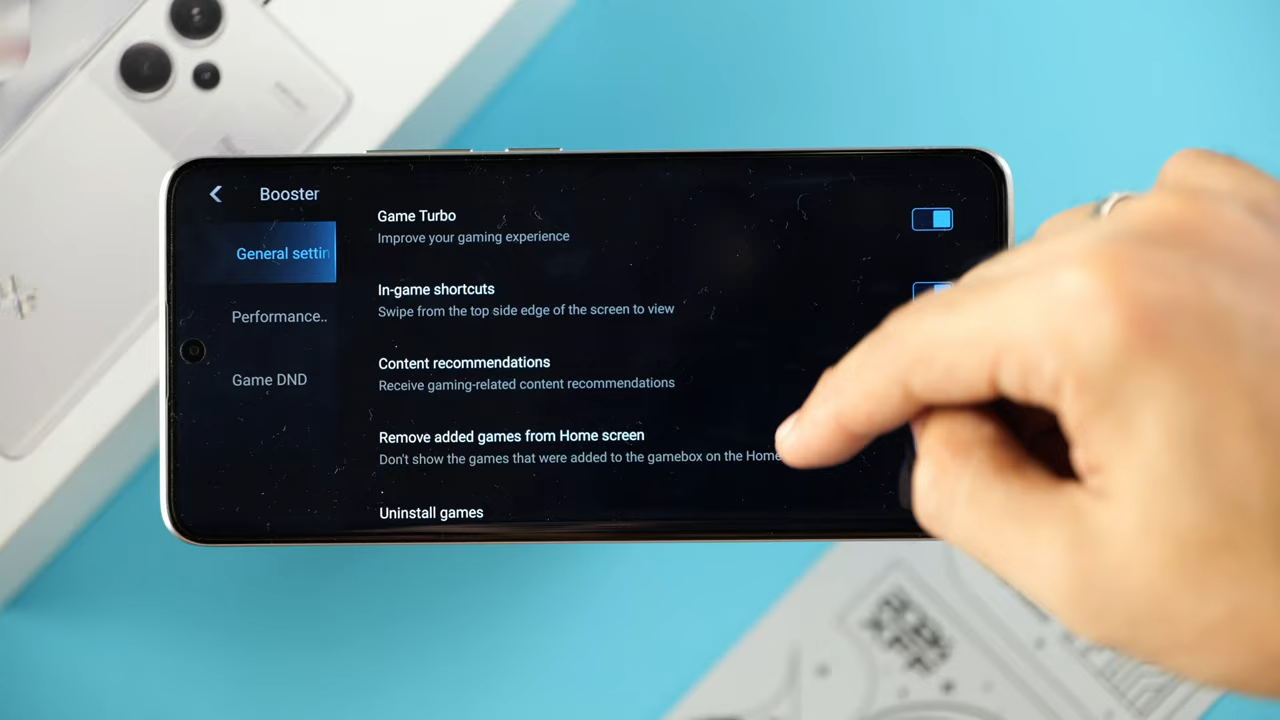 Booster
General settin
Performance..
Game DND
Game Turbo
Improve your gaming experience
In-game shortcuts
Swipe from the top side edge of the screen to view
Content recommendations
Receive gaming-related content recommendations
Remove added games from Home screen
Don't show the games that were added to the gamebox on the Home
Uninstall games